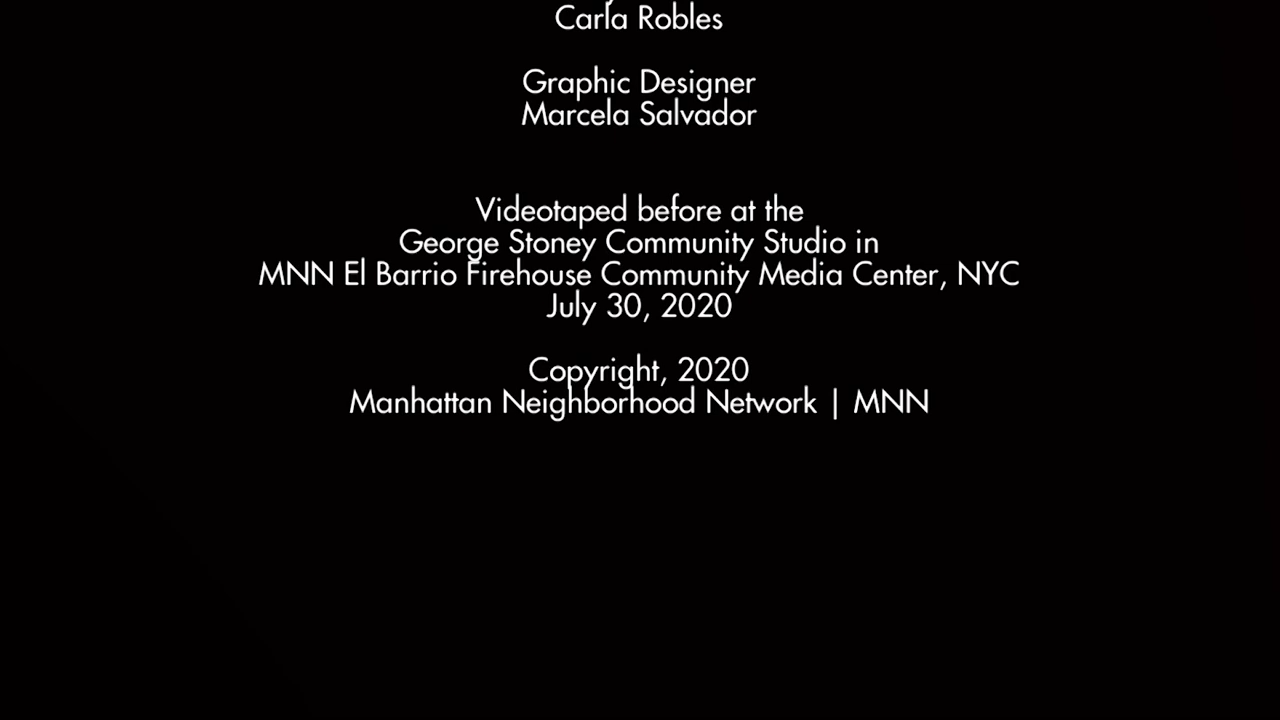 Carla Robles
Graphic Designer
Marcela Salvador
Videotaped before at the
George Stoney Community Studio in
MNN El Barrio Firehouse Community Media Center, NYC
July 30, 2020
Copyright, 2020
Manhattan Neighborhood Network | MNN